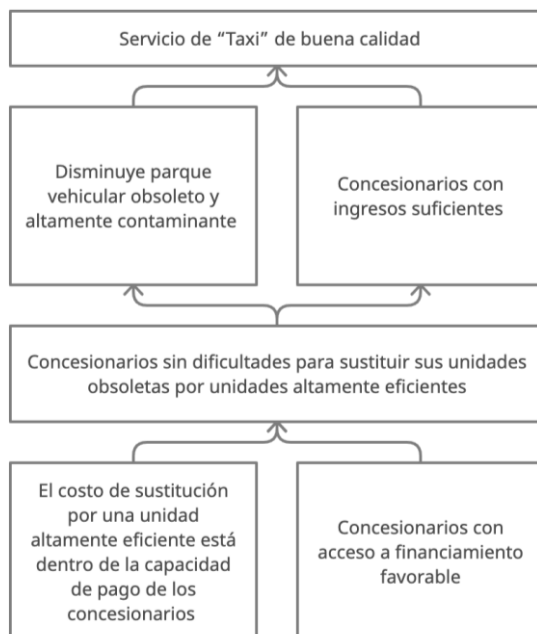 Servicio de “Taxi” de buena calidad
Disminuye parque
vehicular obsoleto y
altamente contaminante
Concesionarios con
ingresos suficientes
Concesionarios sin dificultades para sustituir sus unidades
obsoletas por unidades altamente eficientes
El costo de sustitución
por una unidad
altamente eficiente está
dentro de la capacidad
de pago de los
concesionarios
Concesionarios con
acceso a financiamiento
favorable